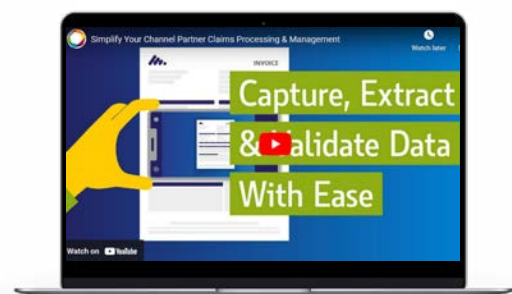 Simplify Your Channel Partner Claims Processing & Management
Watch later
INVOICE
Capture, Extract
& Validate Data
With Ease
Watch on YouTube